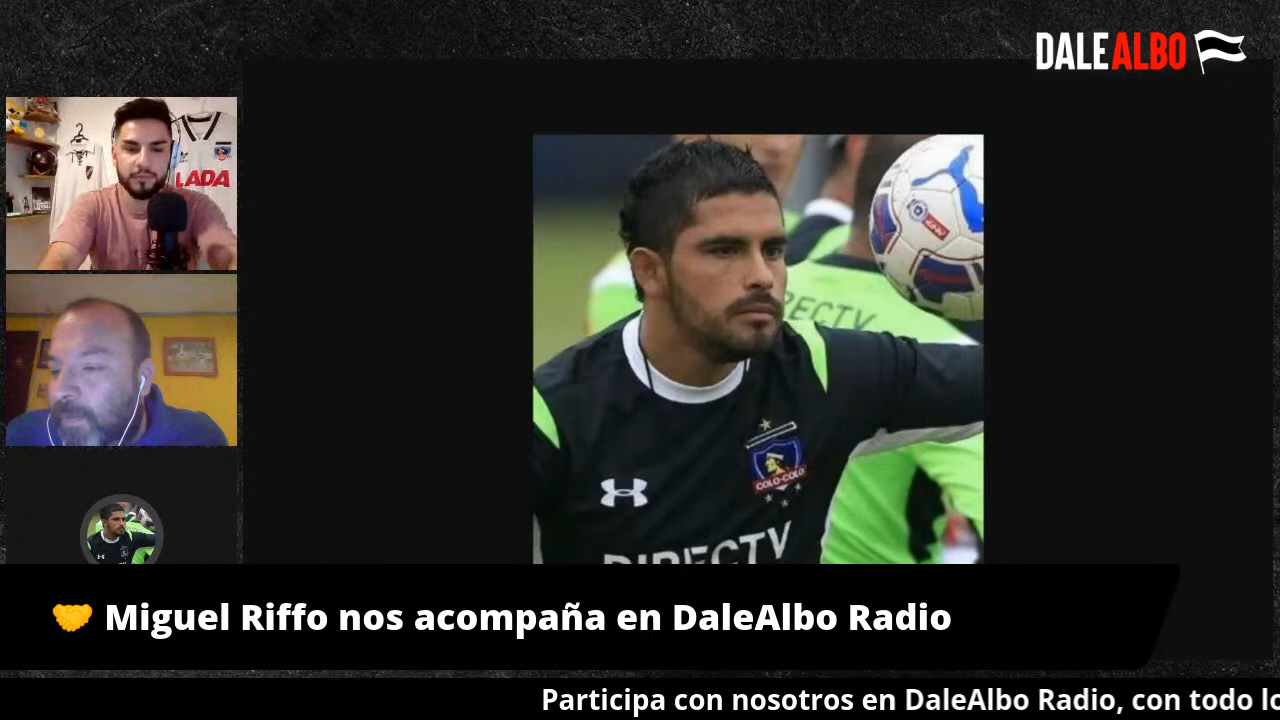 DALEALBO
LADA
RECTV
COLO-COLO
DIRECTV
🤝 Miguel Riffo nos acompaña en DaleAlbo Radio
Participa con nosotros en DaleAlbo Radio, con todo lo